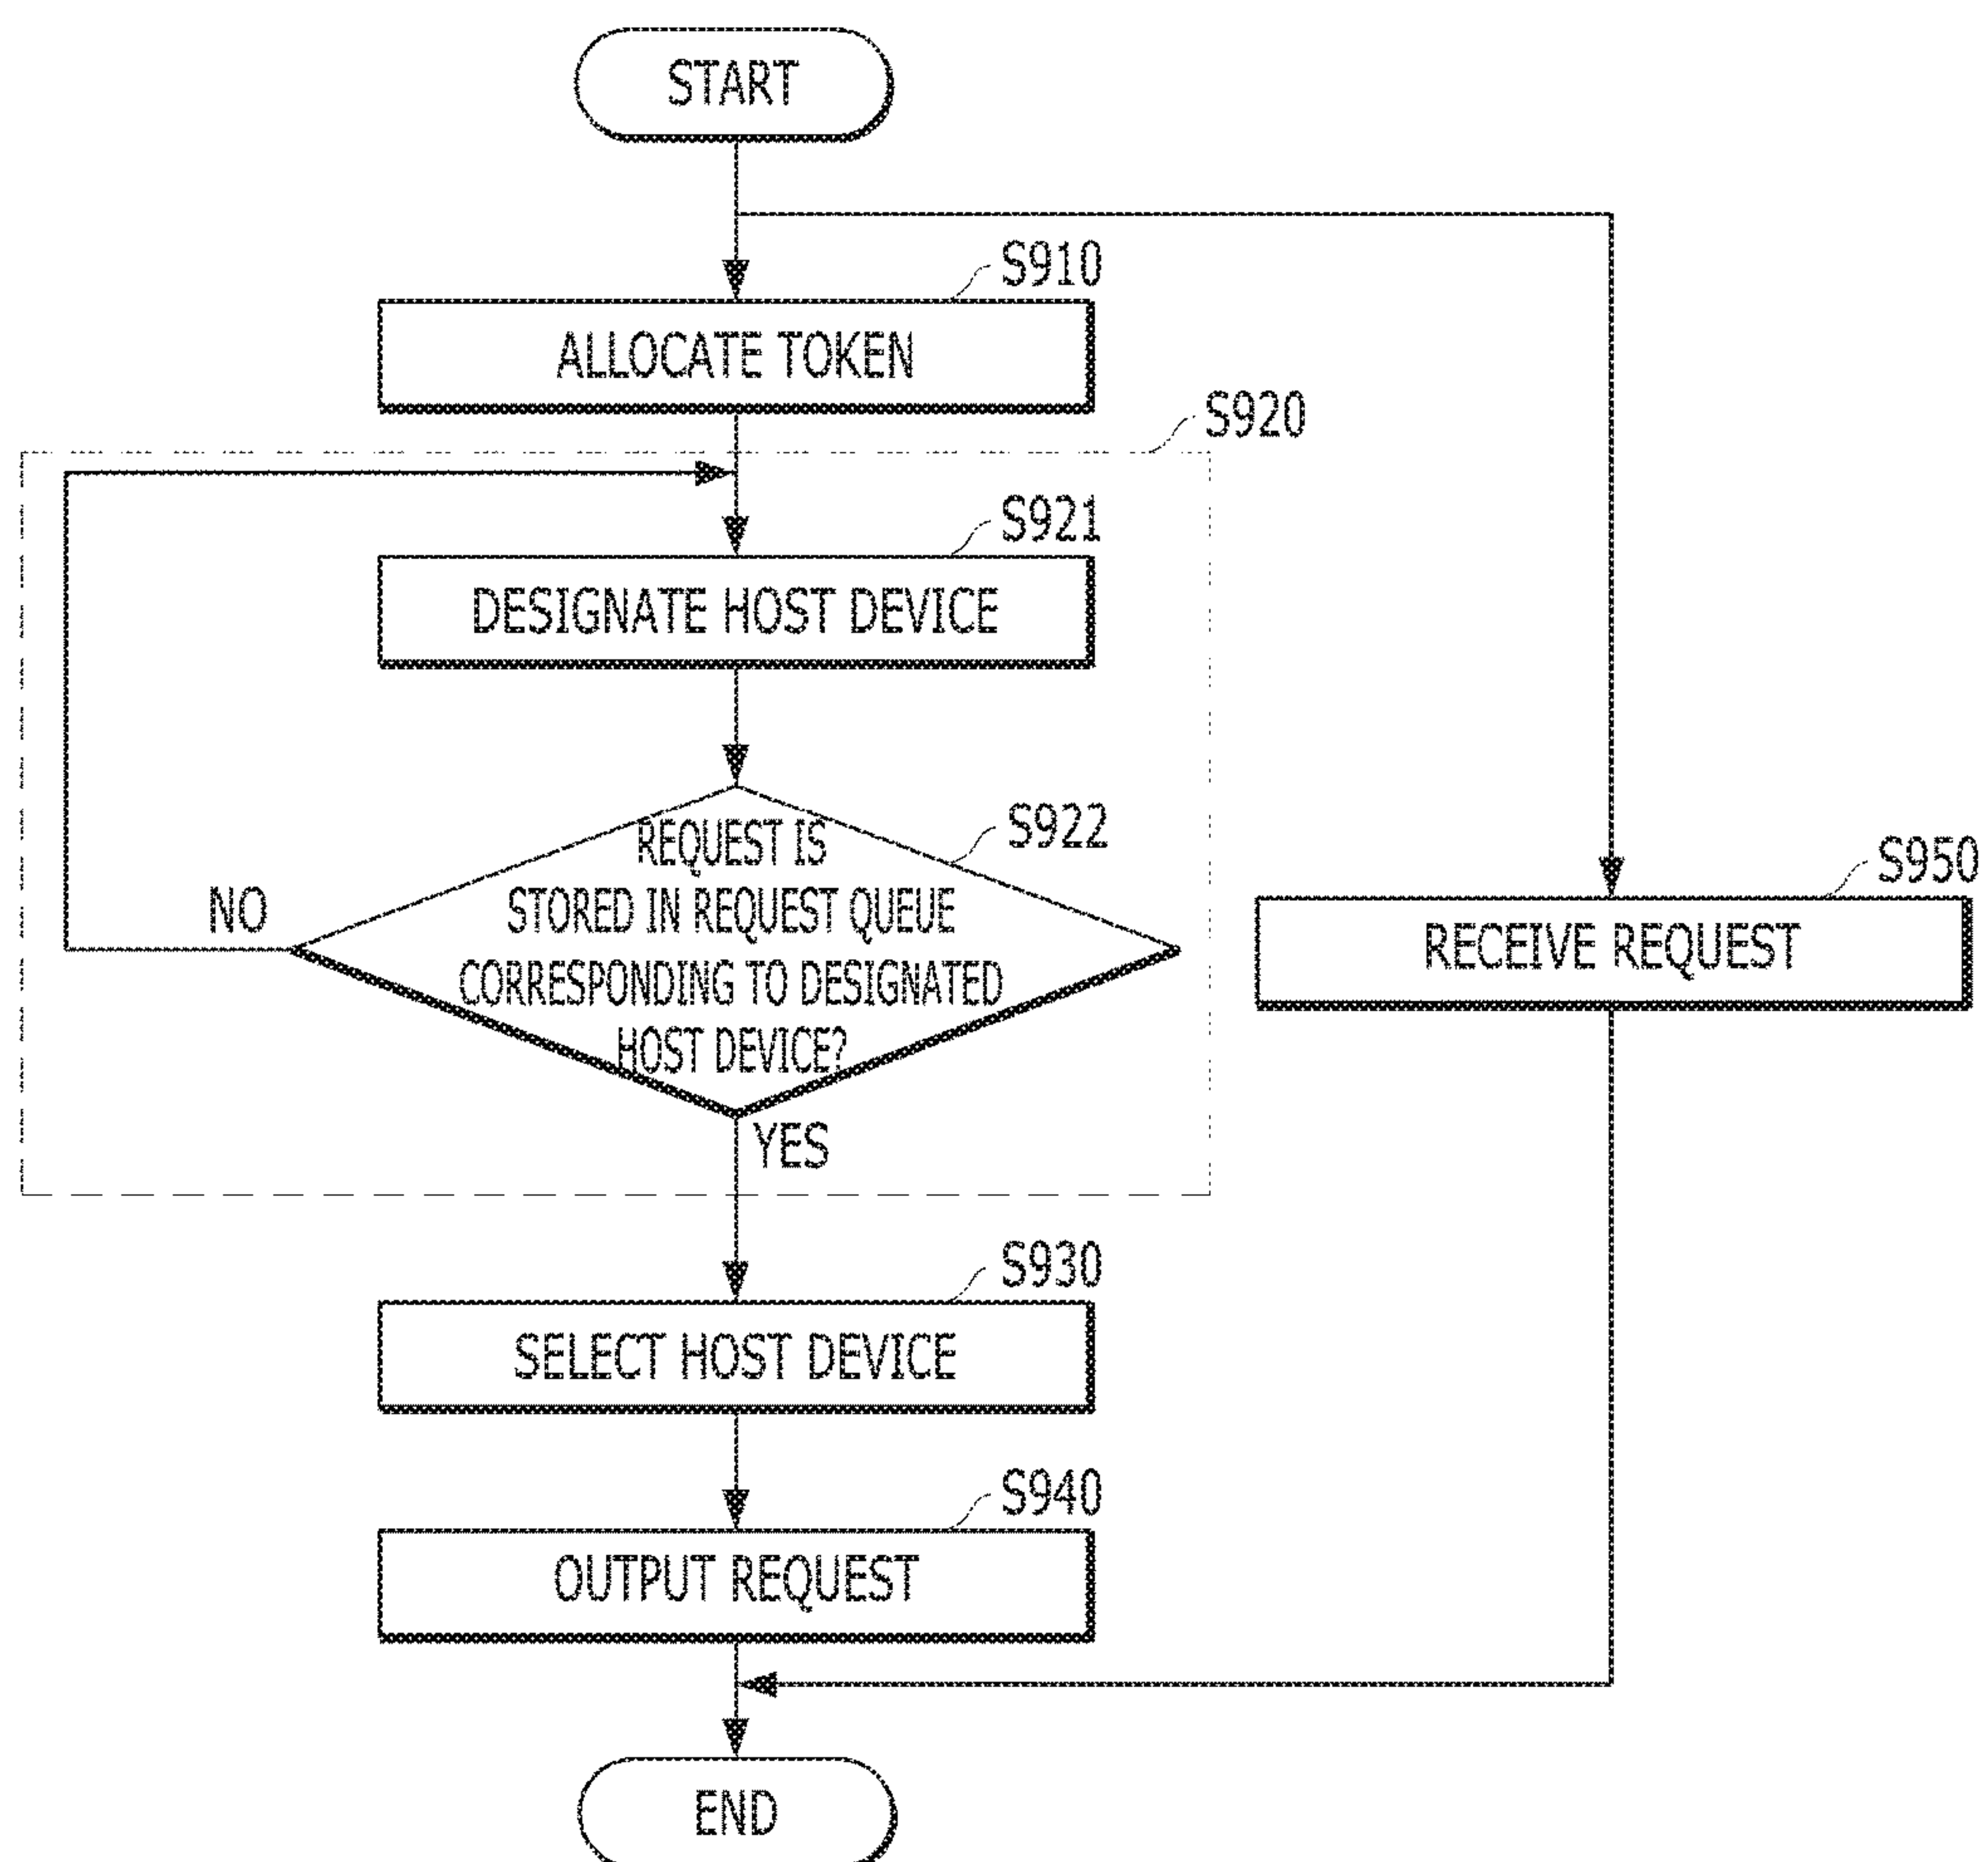 START
S910
ALLOCATE TOKEN
S920
S921
DESIGNATE HOST DEVICE
S922
REQUEST IS
STORED IN REQUEST QUEUE
CORRESPONDING TO DESIGNATED
HOST DEVICE?
NO
YES
S950
RECEIVE REQUEST
S930
SELECT HOST DEVICE
S940
OUTPUT REQUEST
END